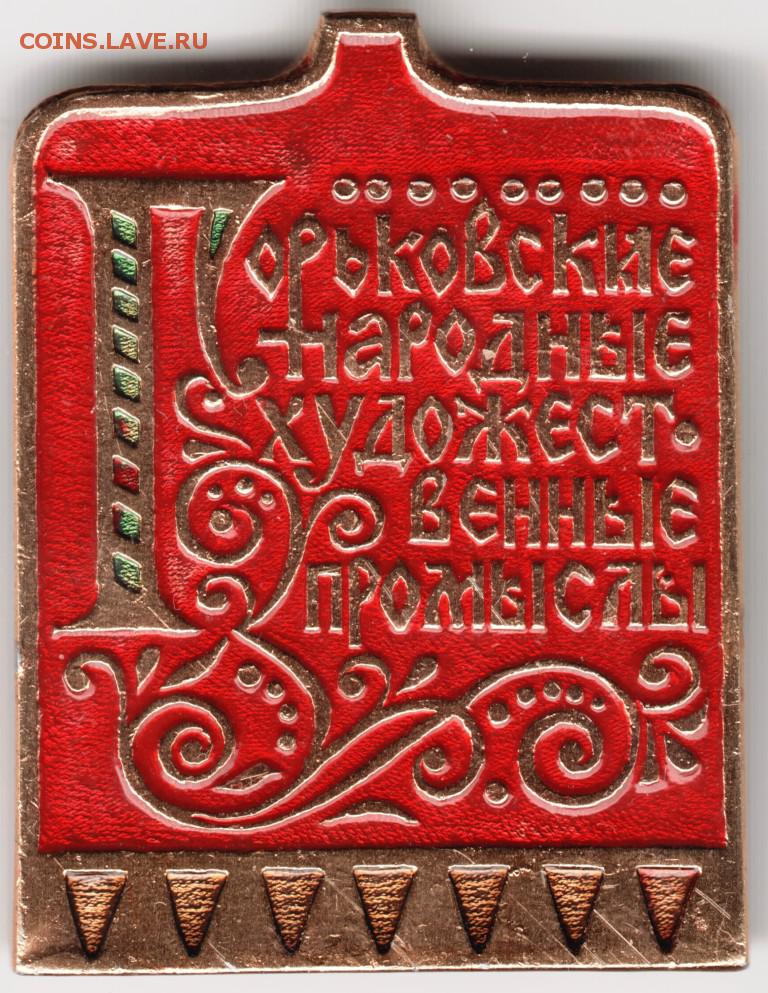 COINS.LAVE.RU
Горьковские
народные
художест.
венные
промыслы